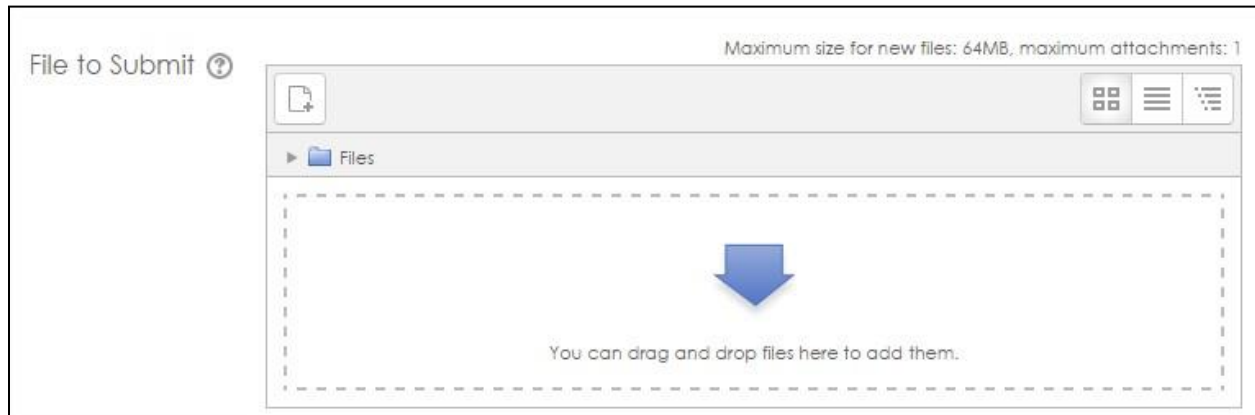 Maximum size for new files: 64MB, maximum attachments: 1
File to Submit ?
Files
You can drag and drop files here to add them.